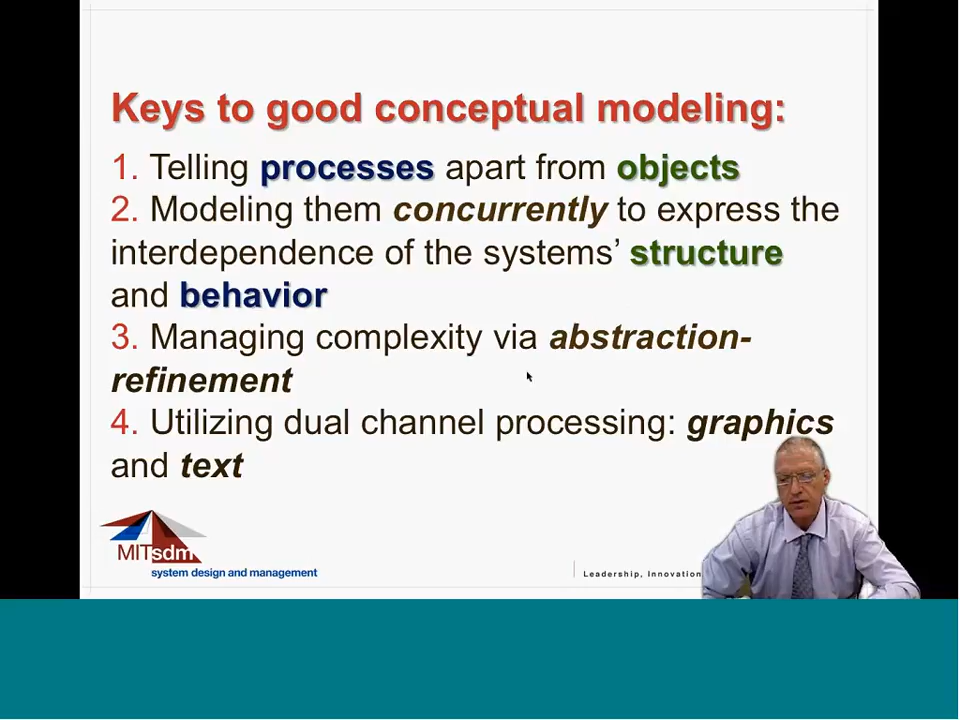 Keys to good conceptual modeling:
1. Telling processes apart from objects
2. Modeling them concurrently to express the
interdependence of the systems’ structure
and behavior
3. Managing complexity via abstraction-
refinement
4. Utilizing dual channel processing: graphics
and text
MITsdm
system design and management
Leadership, Innovation